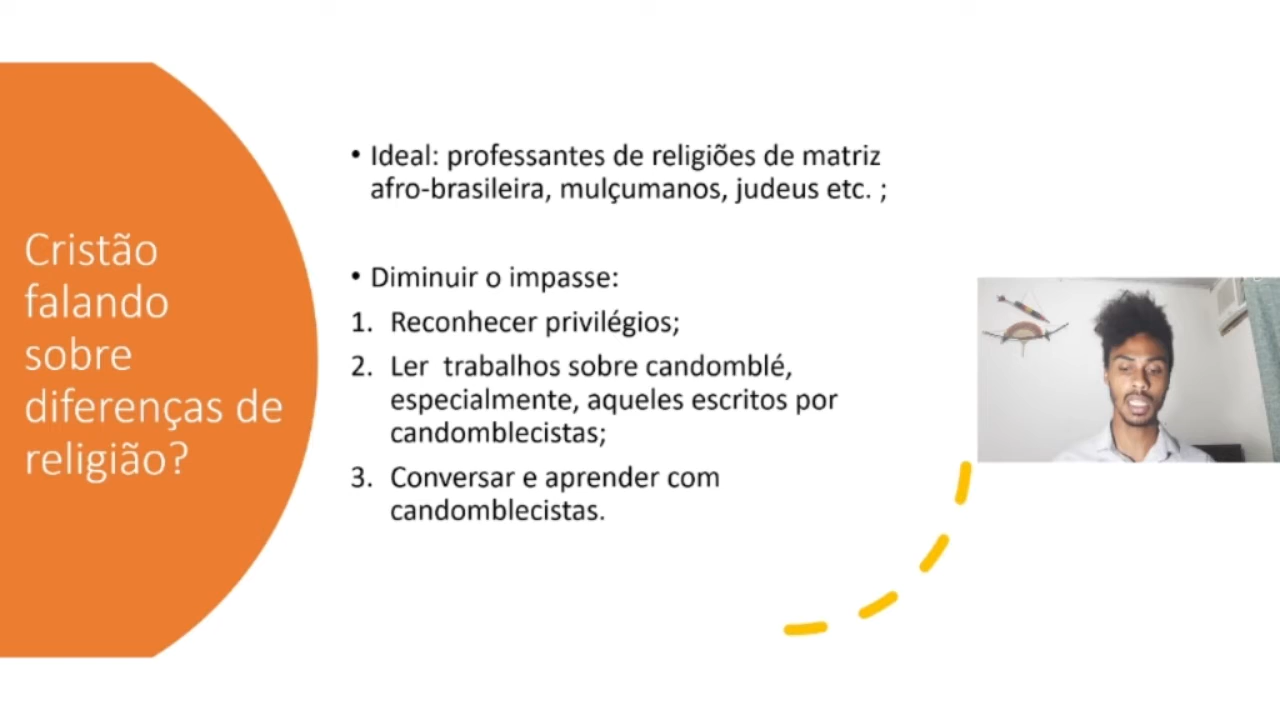 Cristão
falando
sobre
diferenças de
religião?
• Ideal: professantes de religiões de matriz
afro-brasileira, mulçumanos, judeus etc. ;
• Diminuir o impasse:
1. Reconhecer privilégios;
2. Ler trabalhos sobre candomblé,
especialmente, aqueles escritos por
candomblecistas;
3. Conversar e aprender com
candomblecistas.